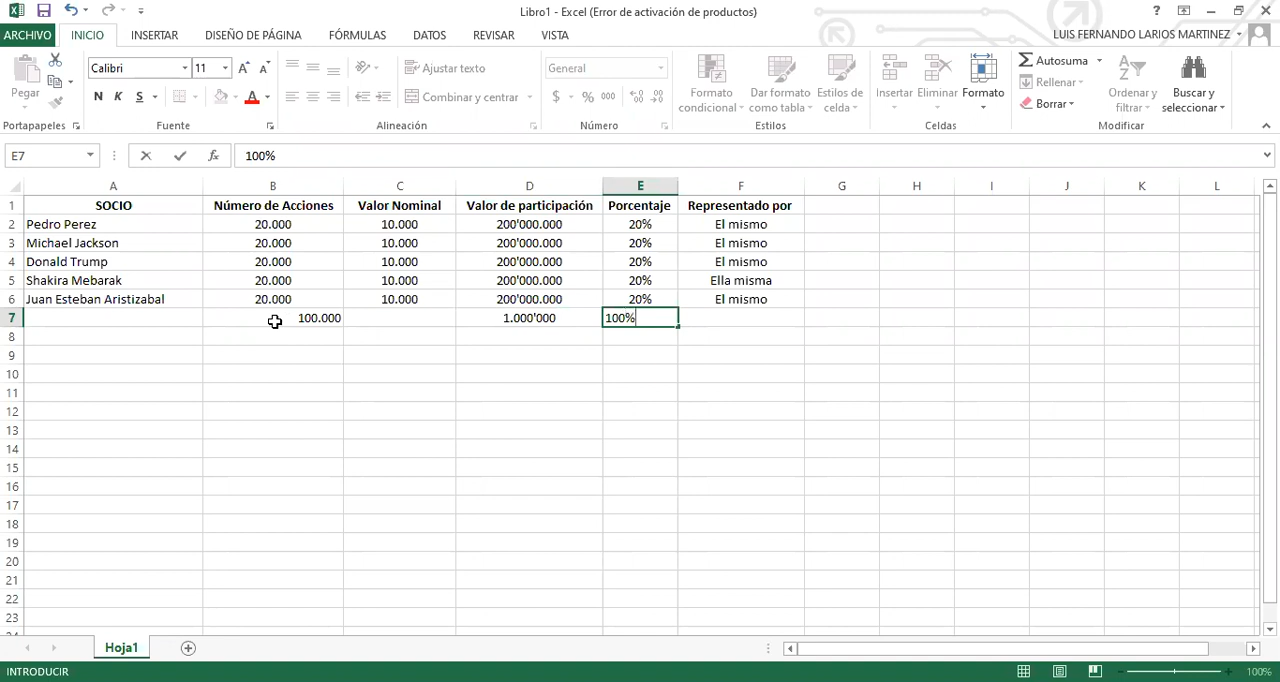 Libro1 - Excel (Error de activación de productos)
ARCHIVO INICIO INSERTAR DISEÑO DE PÁGINA FÓRMULAS DATOS REVISAR VISTA LUIS FERNANDO LARIOS MARTINEZ
Pegar
Calibri 11
N K S A
Ajustar texto
Combinar y centrar
General
$ % 000
Formato condicional
Dar formato como tabla
Estilos de celda
Insertar Eliminar Formato
Autosuma
Rellenar
Borrar
Ordenar y filtrar
Buscar y seleccionar
Portapapeles Fuente Alineación Número Estilos Celdas Modificar
E7 fx 100%
A B C D E F G H I J K L
1 SOCIO Número de Acciones Valor Nominal Valor de participación Porcentaje Representado por
2 Pedro Perez 20.000 10.000 200'000.000 20% El mismo
3 Michael Jackson 20.000 10.000 200'000.000 20% El mismo
4 Donald Trump 20.000 10.000 200'000.000 20% El mismo
5 Shakira Mebarak 20.000 10.000 200'000.000 20% Ella misma
6 Juan Esteban Aristizabal 20.000 10.000 200'000.000 20% El mismo
7 100.000 1.000'000 100%
8
9
10
11
12
13
14
15
16
17
18
19
20
21
22
23
24
Hoja1
INTRODUCIR 100%